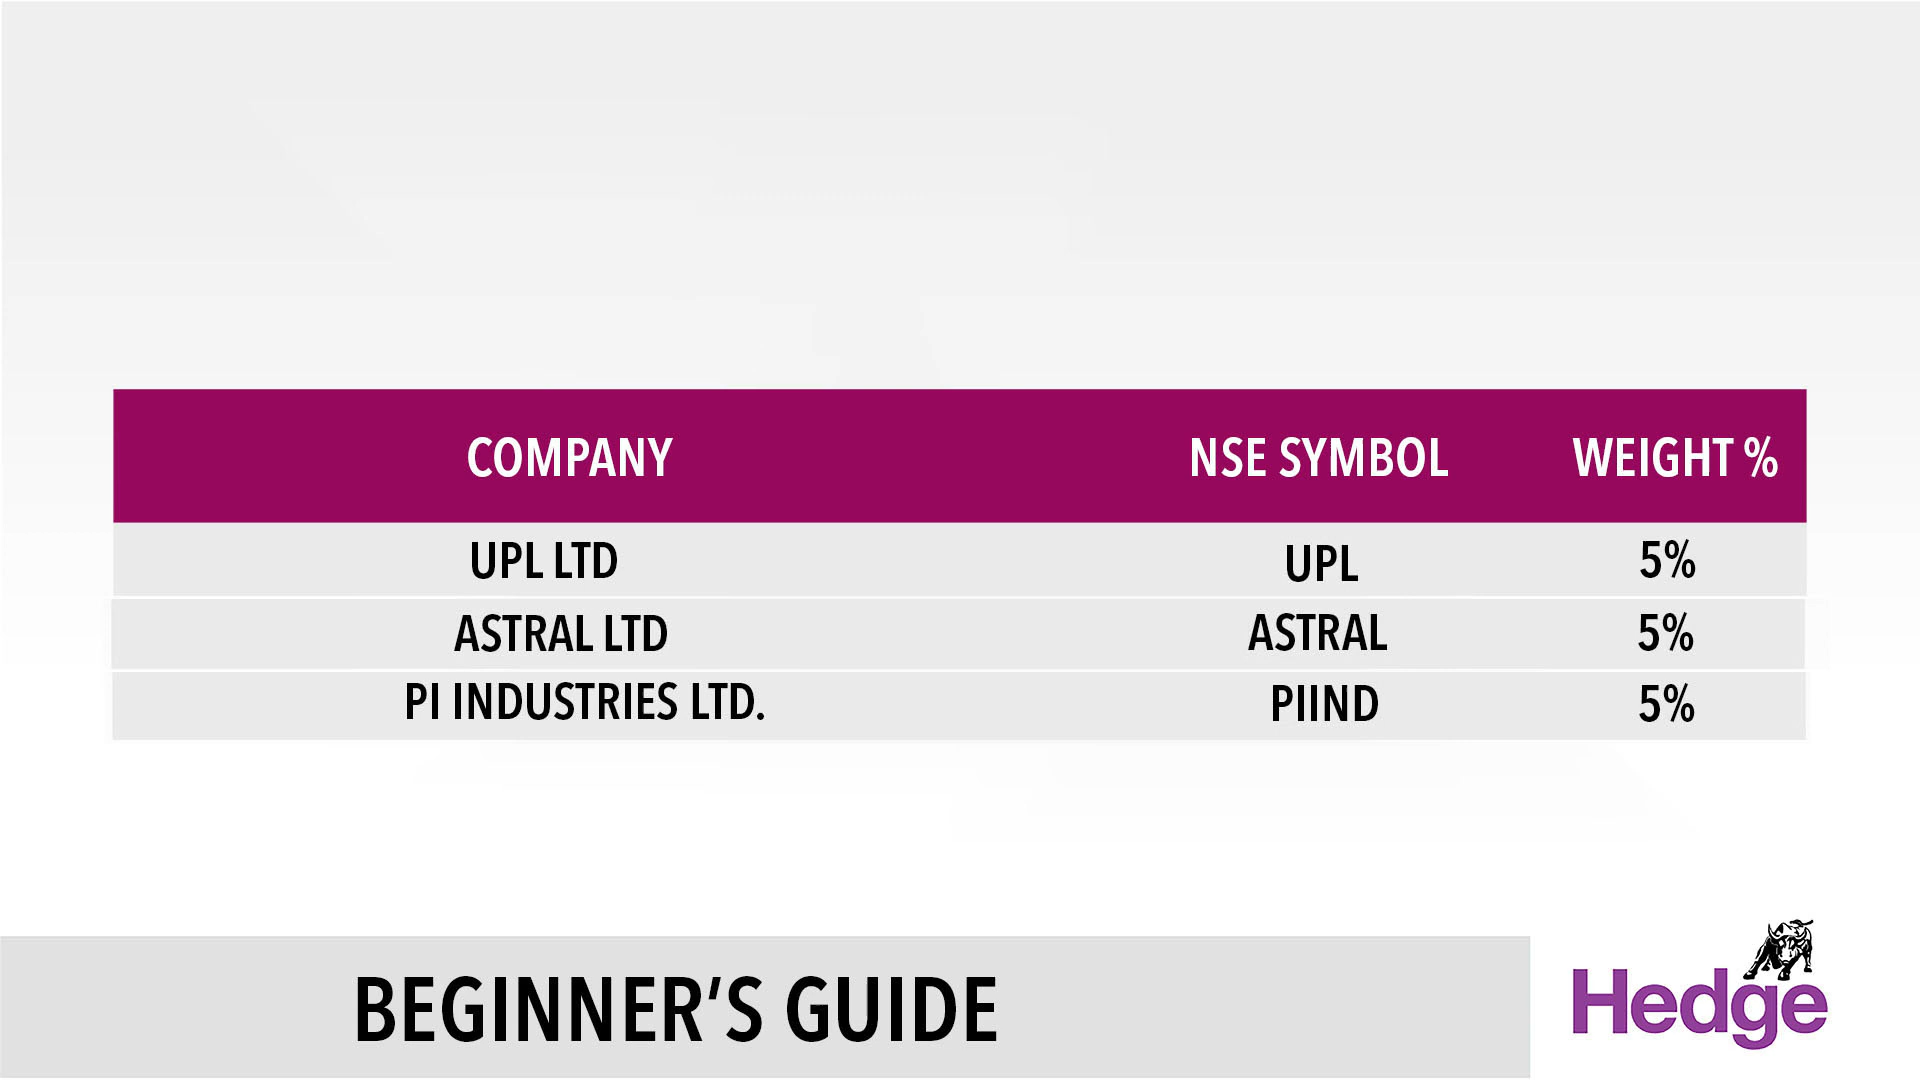 COMPANY NSE SYMBOL WEIGHT %
UPL LTD UPL 5%
ASTRAL LTD ASTRAL 5%
PI INDUSTRIES LTD. PIIND 5%
BEGINNER’S GUIDE
Hedge